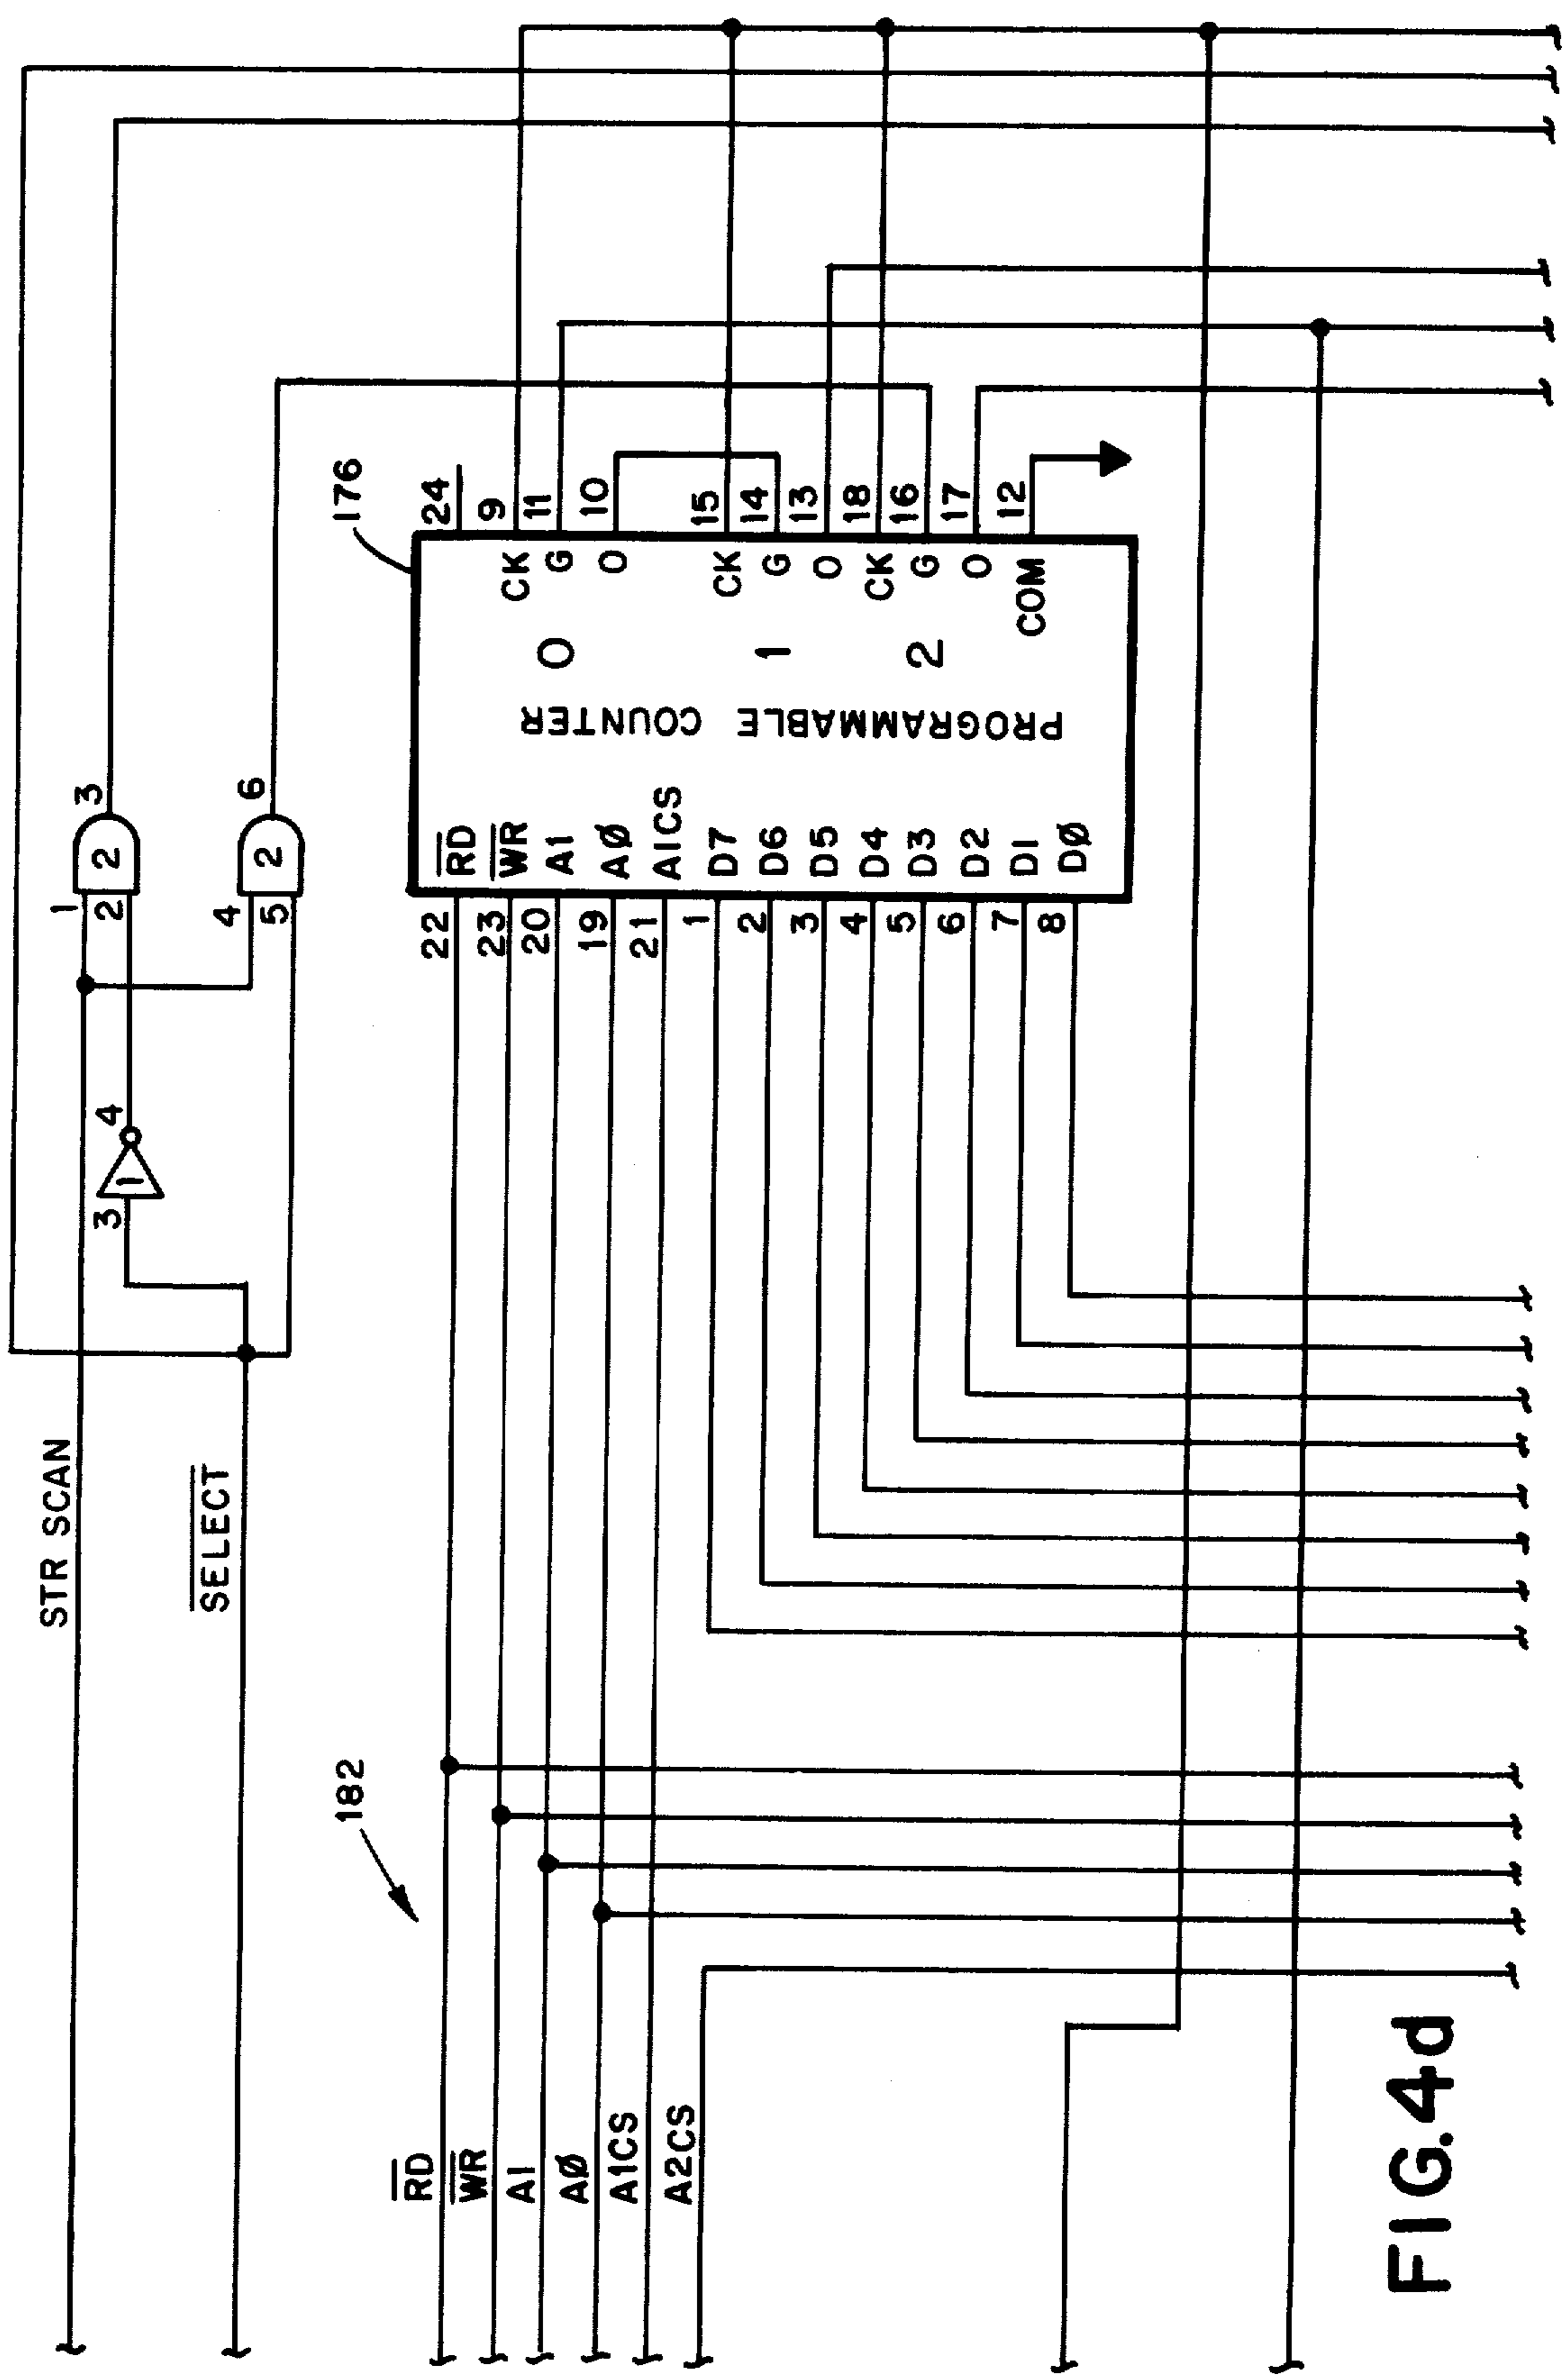 STR SCAN
SELECT
1
2
2
3
3
1
4
4
5
2
6
182
176
RD
WR
A1
AØ
A1CS
A2CS
22 RD
23 WR
20 A1
19 AØ
21 A1CS
1 D7
2 D6
3 D5
4 D4
5 D3
6 D2
7 D1
8 DØ
PROGRAMMABLE COUNTER
0
1
2
24
CK 9
G 11
O 10
CK 15
G 14
O 13
CK 18
G 16
O 17
COM 12
FIG.4d